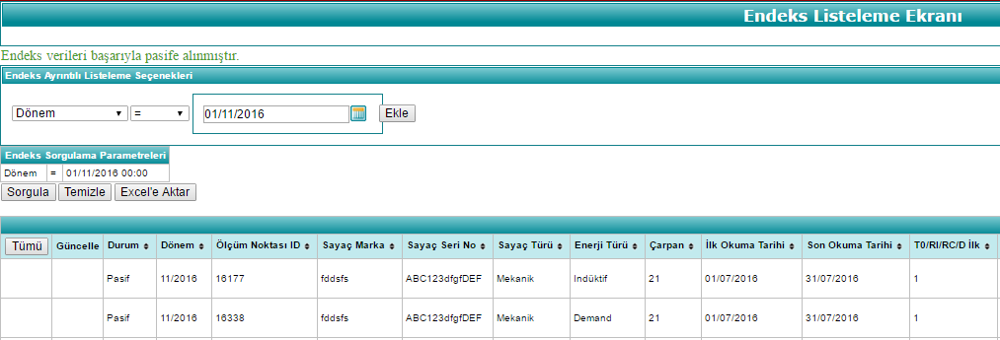 Endeks Listeleme Ekranı
Endeks verileri başarıyla pasife alınmıştır.
Endeks Ayrıntılı Listeleme Seçenekleri
Dönem = 01/11/2016 Ekle
Endeks Sorgulama Parametreleri
Dönem = 01/11/2016 00:00
Sorgula Temizle Excel'e Aktar
Tümü Güncelle Durum Dönem Ölçüm Noktası ID Sayaç Marka Sayaç Seri No Sayaç Türü Enerji Türü Çarpan İlk Okuma Tarihi Son Okuma Tarihi T0/RI/RC/D İlk
Pasif 11/2016 16177 fddsfs ABC123dfgfDEF Mekanik Indüktif 21 01/07/2016 31/07/2016 1
Pasif 11/2016 16338 fddsfs ABC123dfgfDEF Mekanik Demand 21 01/07/2016 31/07/2016 1